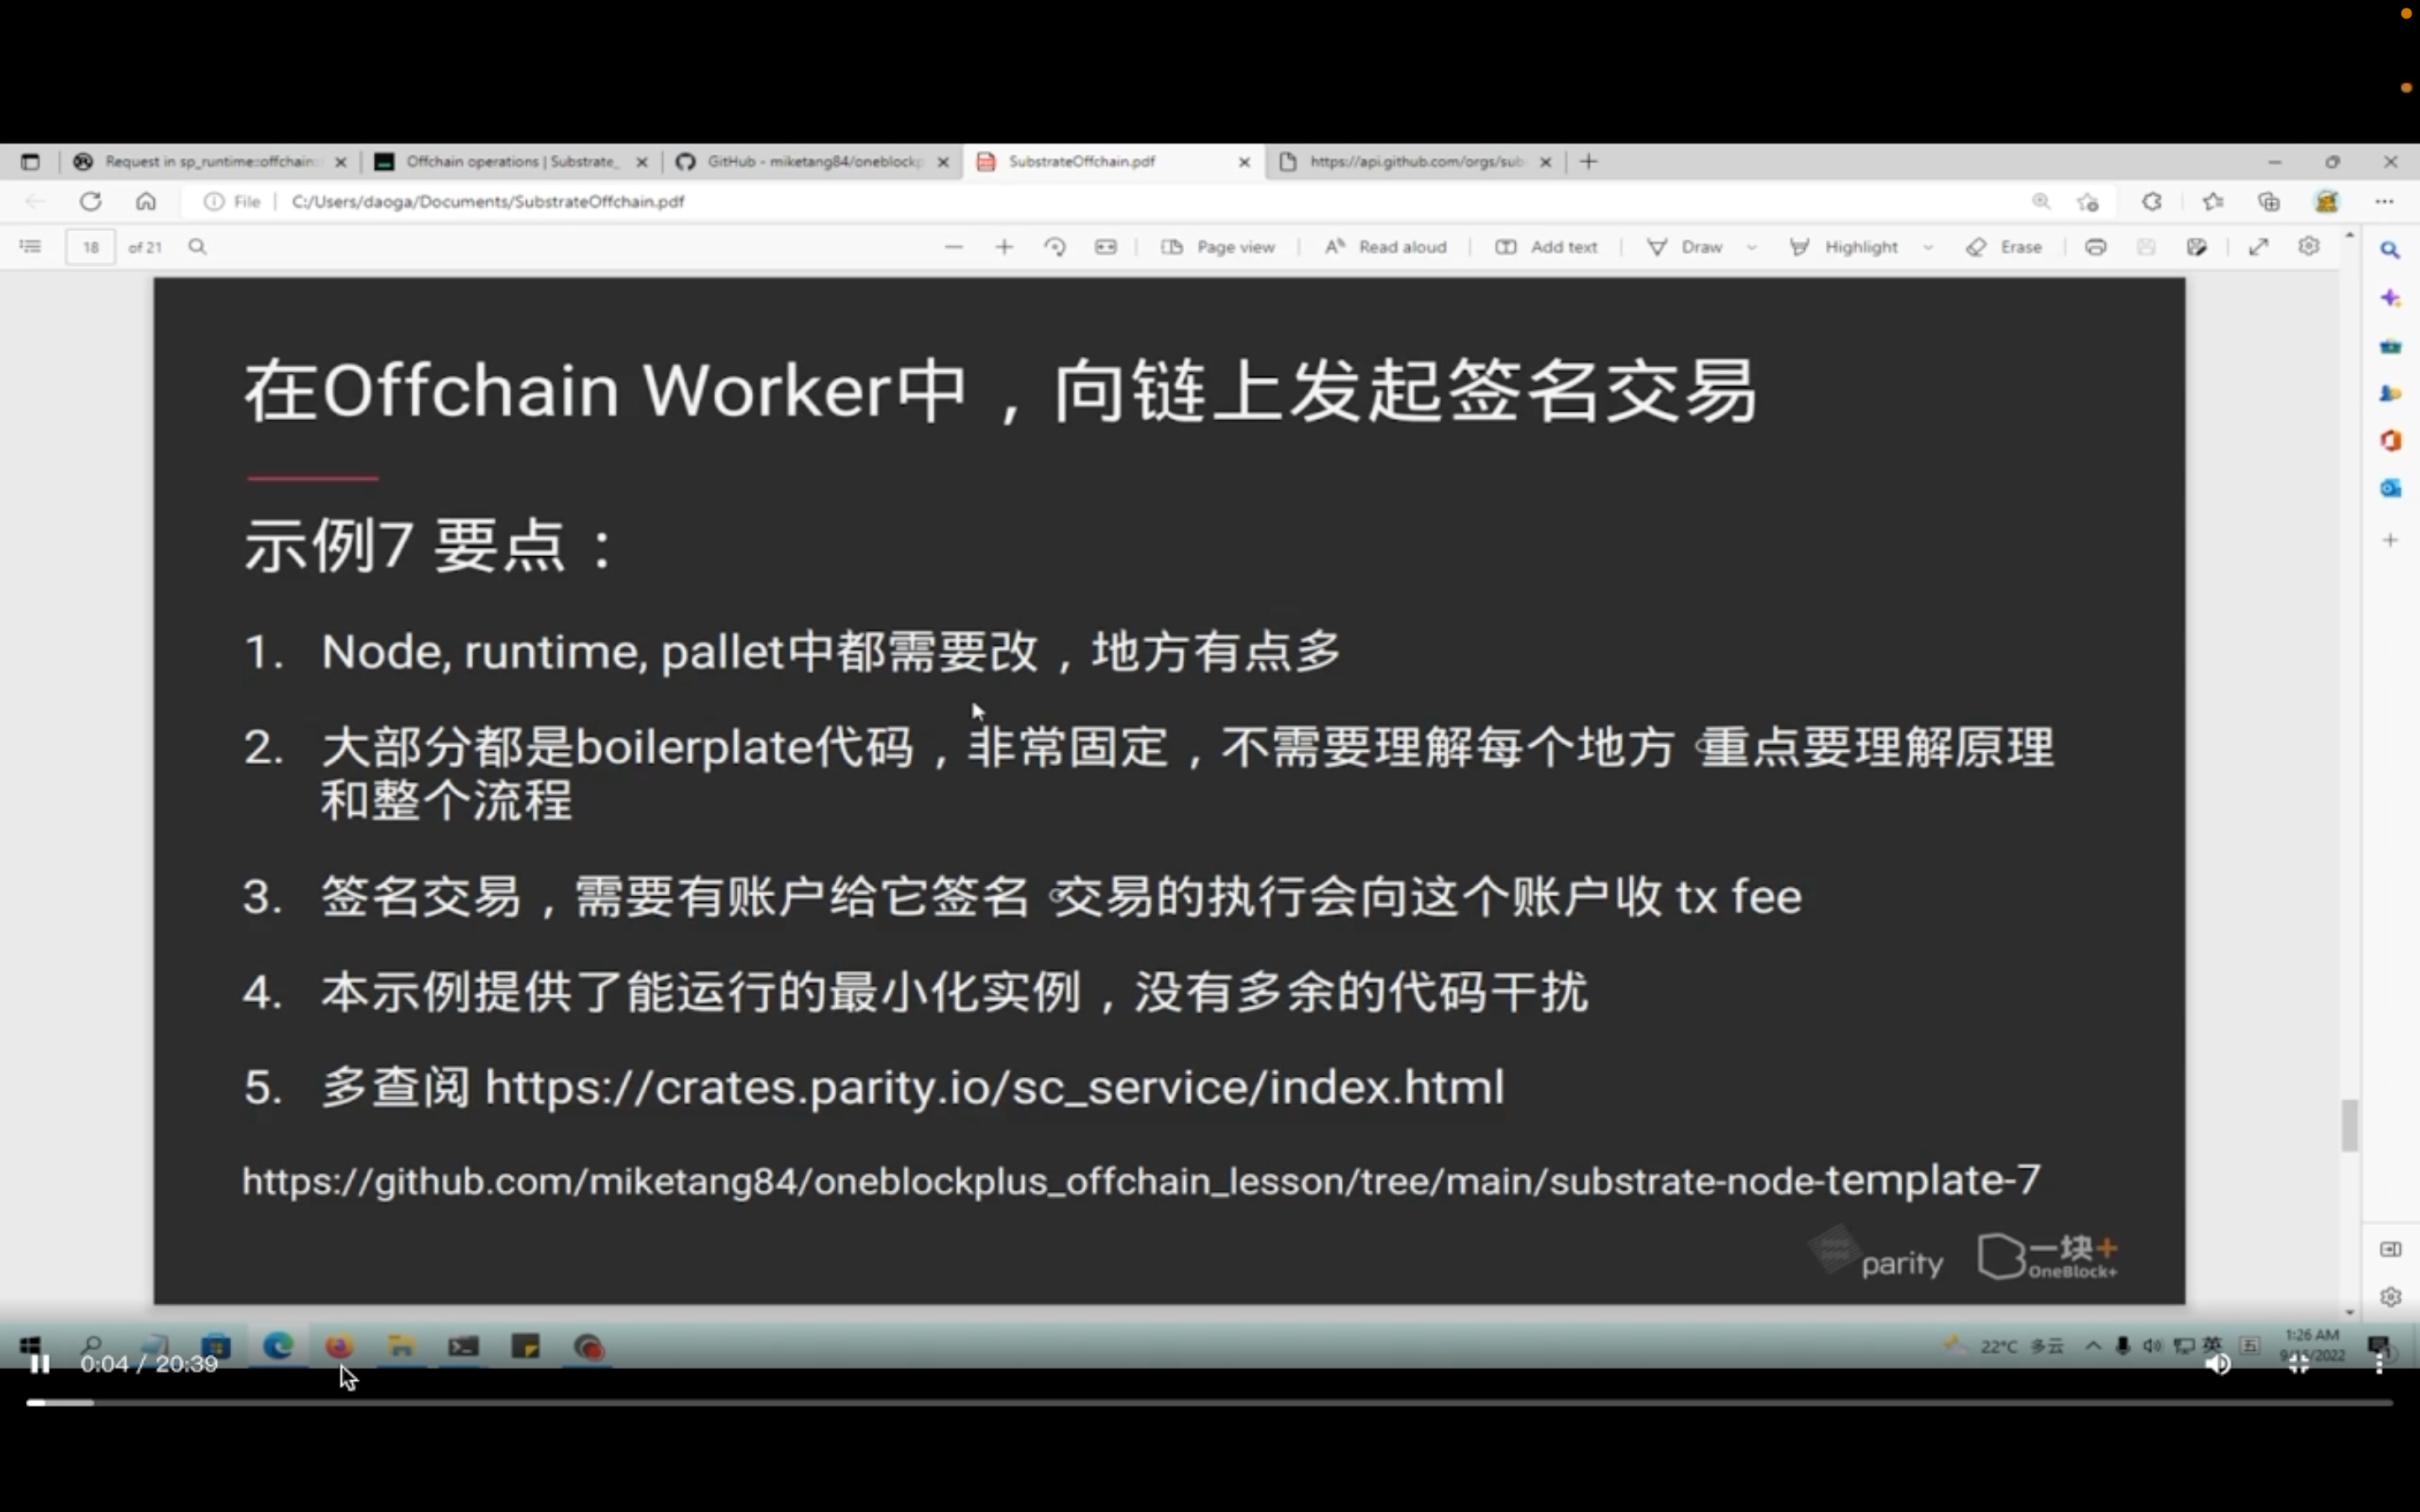 Request in sp_runtime::offchain::
Offchain operations | Substrate_
GitHub - miketang84/oneblockp
SubstrateOffchain.pdf
https://api.github.com/orgs/sub
File
C:/Users/daoga/Documents/SubstrateOffchain.pdf
18 of 21
Page view
Read aloud
Add text
Draw
Highlight
Erase
在Offchain Worker中，向链上发起签名交易
示例7 要点：
1. Node, runtime, pallet中都需要改，地方有点多
2. 大部分都是boilerplate代码，非常固定，不需要理解每个地方。重点要理解原理
和整个流程
3. 签名交易，需要有账户给它签名。交易的执行会向这个账户收 tx fee
4. 本示例提供了能运行的最小化实例，没有多余的代码干扰
5. 多查阅 https://crates.parity.io/sc_service/index.html
https://github.com/miketang84/oneblockplus_offchain_lesson/tree/main/substrate-node-template-7
parity
一块+
OneBlock+
22°C 多云
英
五
1:26 AM
0:04 / 20:39